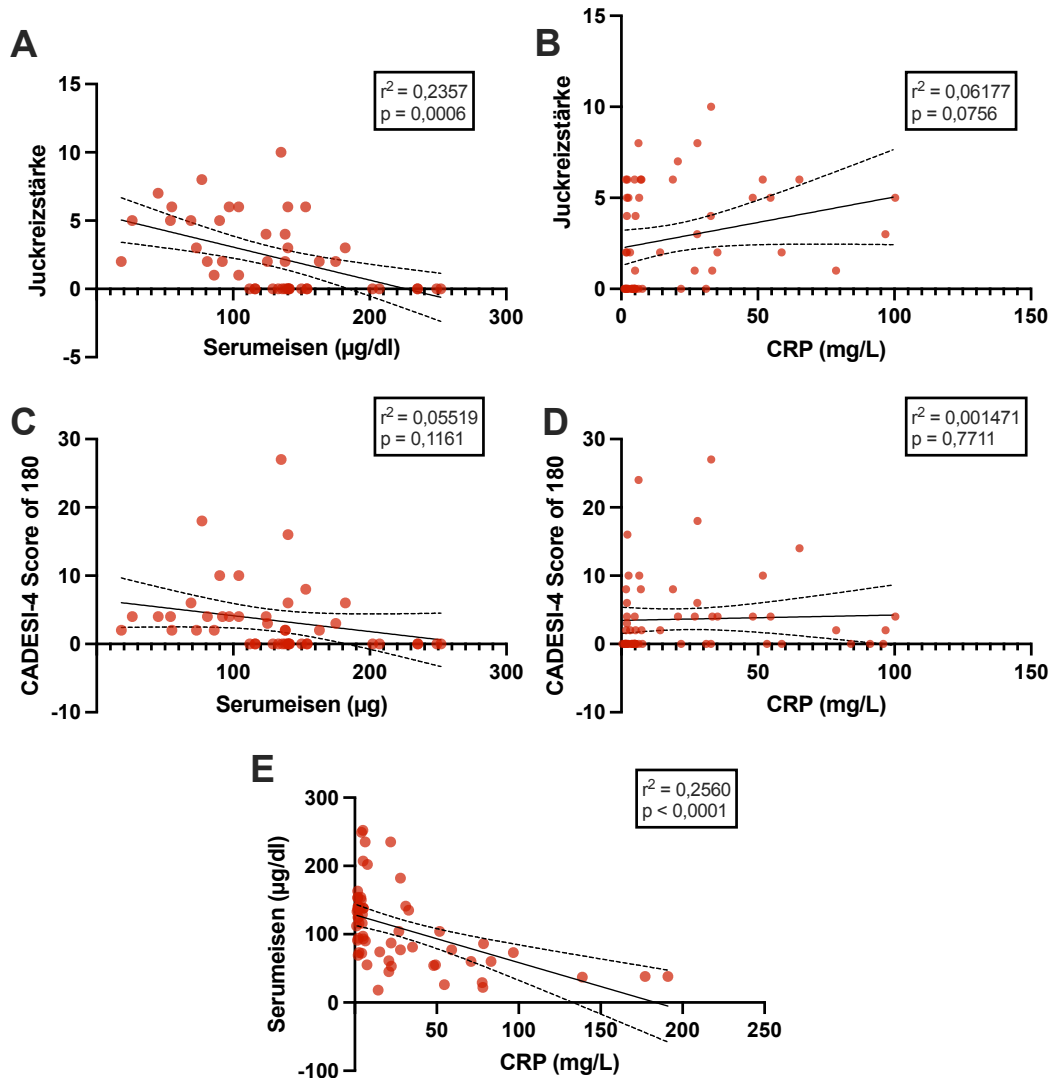 A
r² = 0,2357
p = 0,0006
15
10
5
0
-5
Juckreizstärke
100
200
300
Serumeisen (µg/dl)
B
r² = 0,06177
p = 0,0756
15
10
5
0
Juckreizstärke
0
50
100
150
CRP (mg/L)
C
r² = 0,05519
p = 0,1161
30
20
10
0
-10
CADESI-4 Score of 180
100
200
300
Serumeisen (µg)
D
r² = 0,001471
p = 0,7711
30
20
10
0
-10
CADESI-4 Score of 180
50
100
150
CRP (mg/L)
E
r² = 0,2560
p < 0,0001
300
200
100
0
-100
Serumeisen (µg/dl)
50
100
150
200
250
CRP (mg/L)